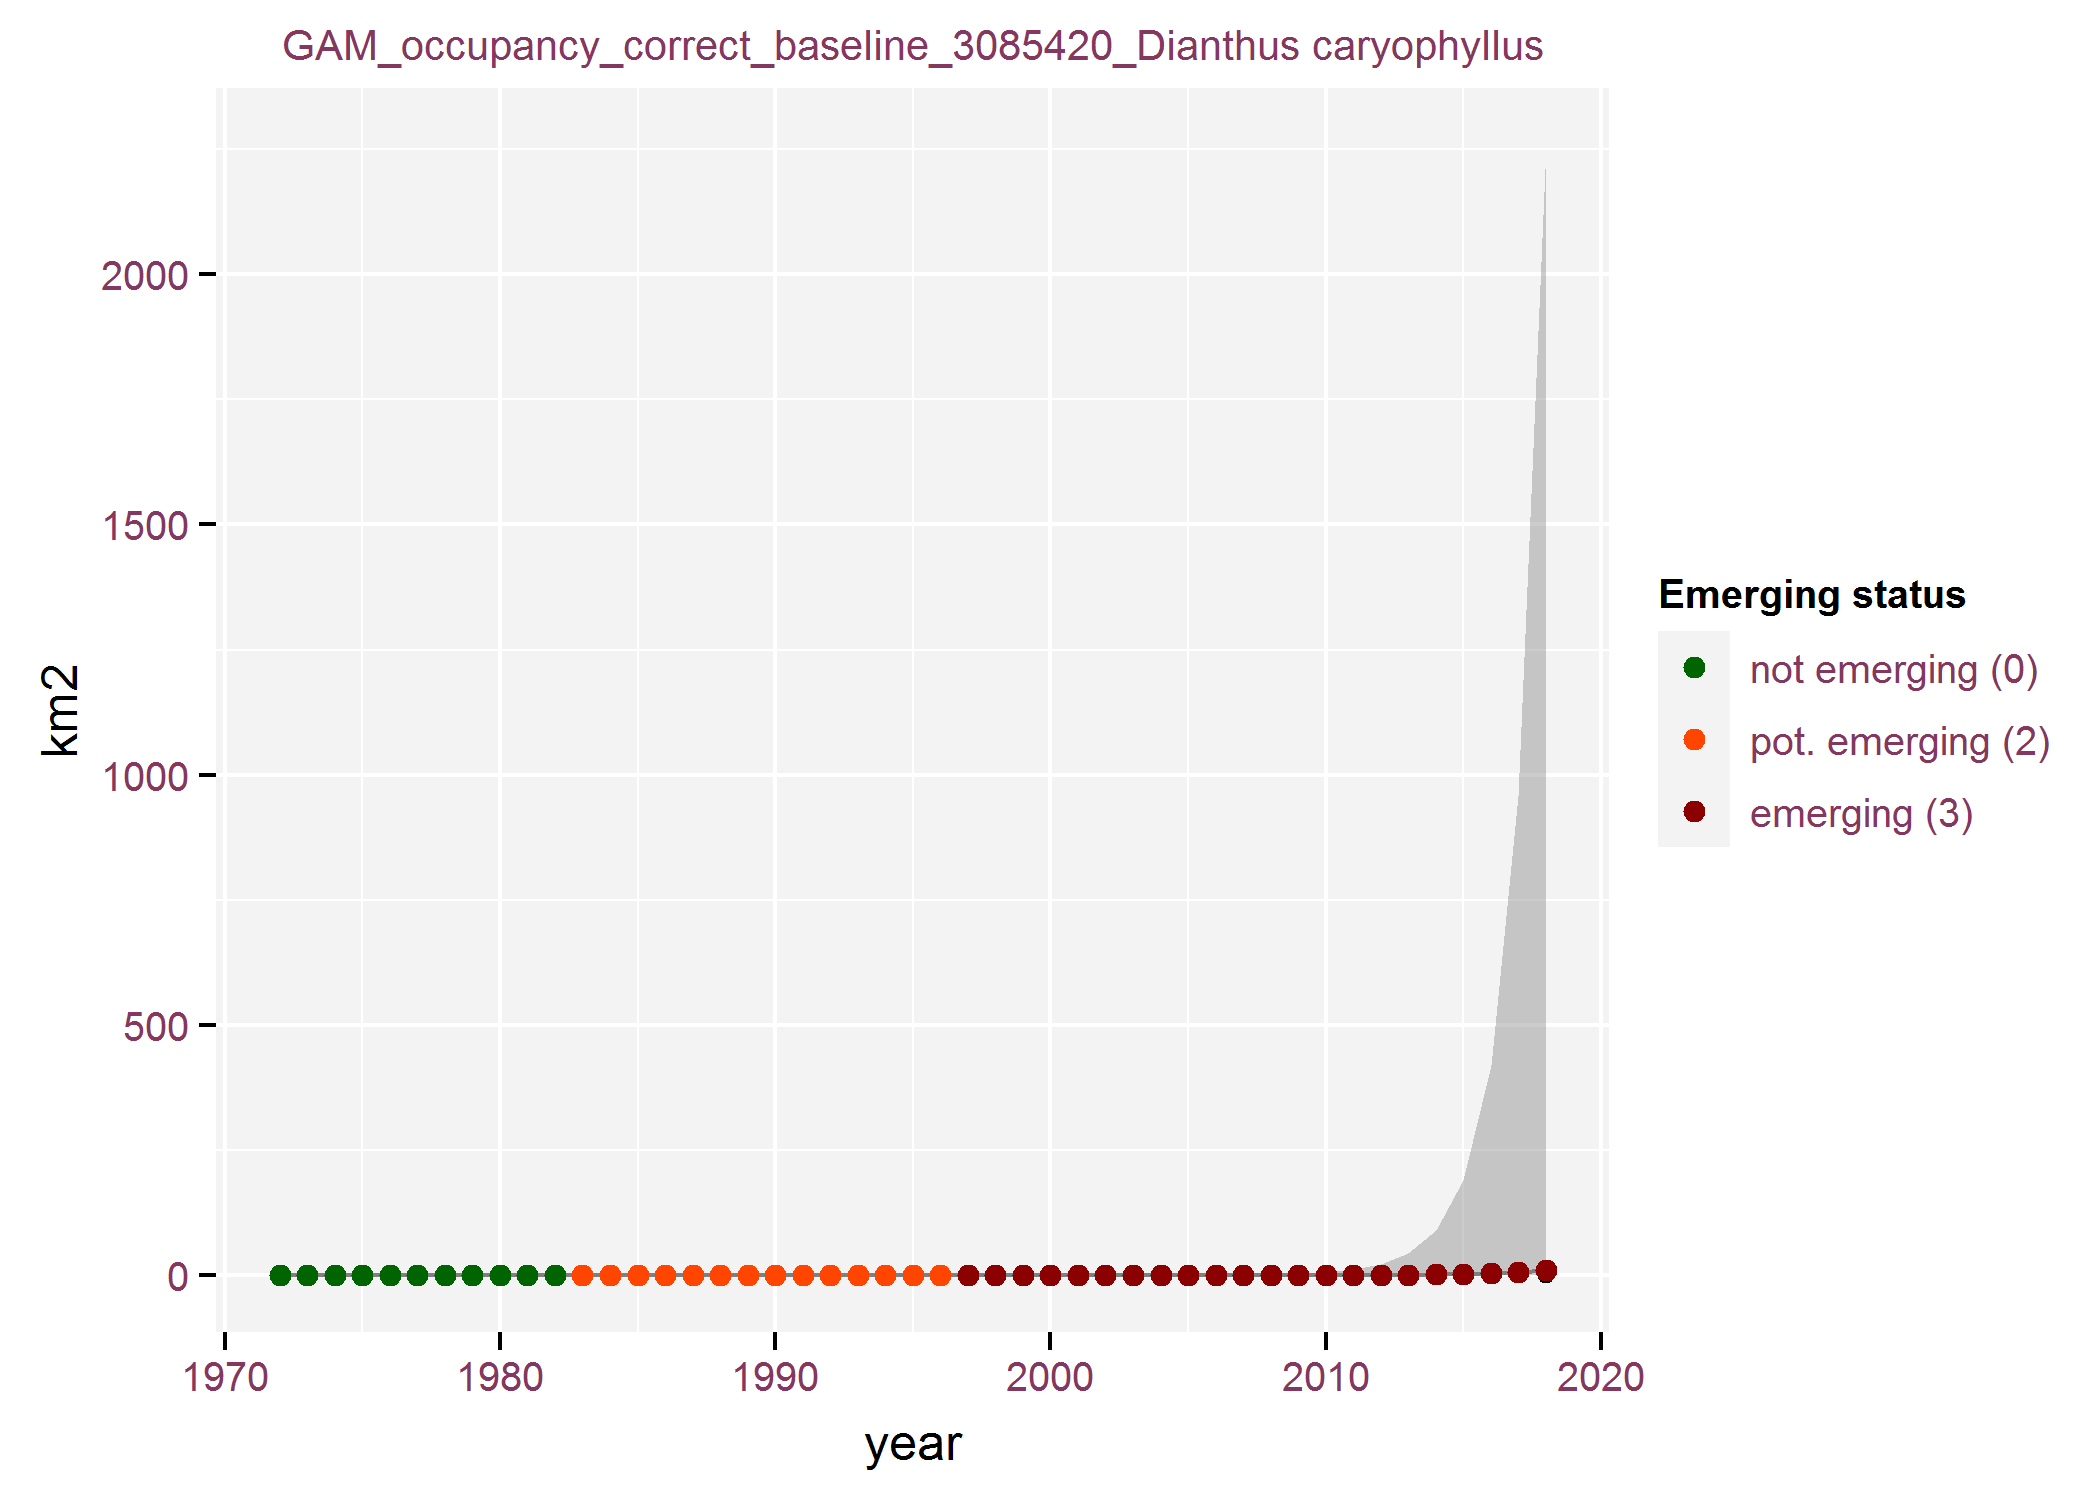 GAM_occupancy_correct_baseline_3085420_Dianthus caryophyllus
km2
2000
1500
1000
500
0
1970 1980 1990 2000 2010 2020
year
Emerging status
not emerging (0)
pot. emerging (2)
emerging (3)